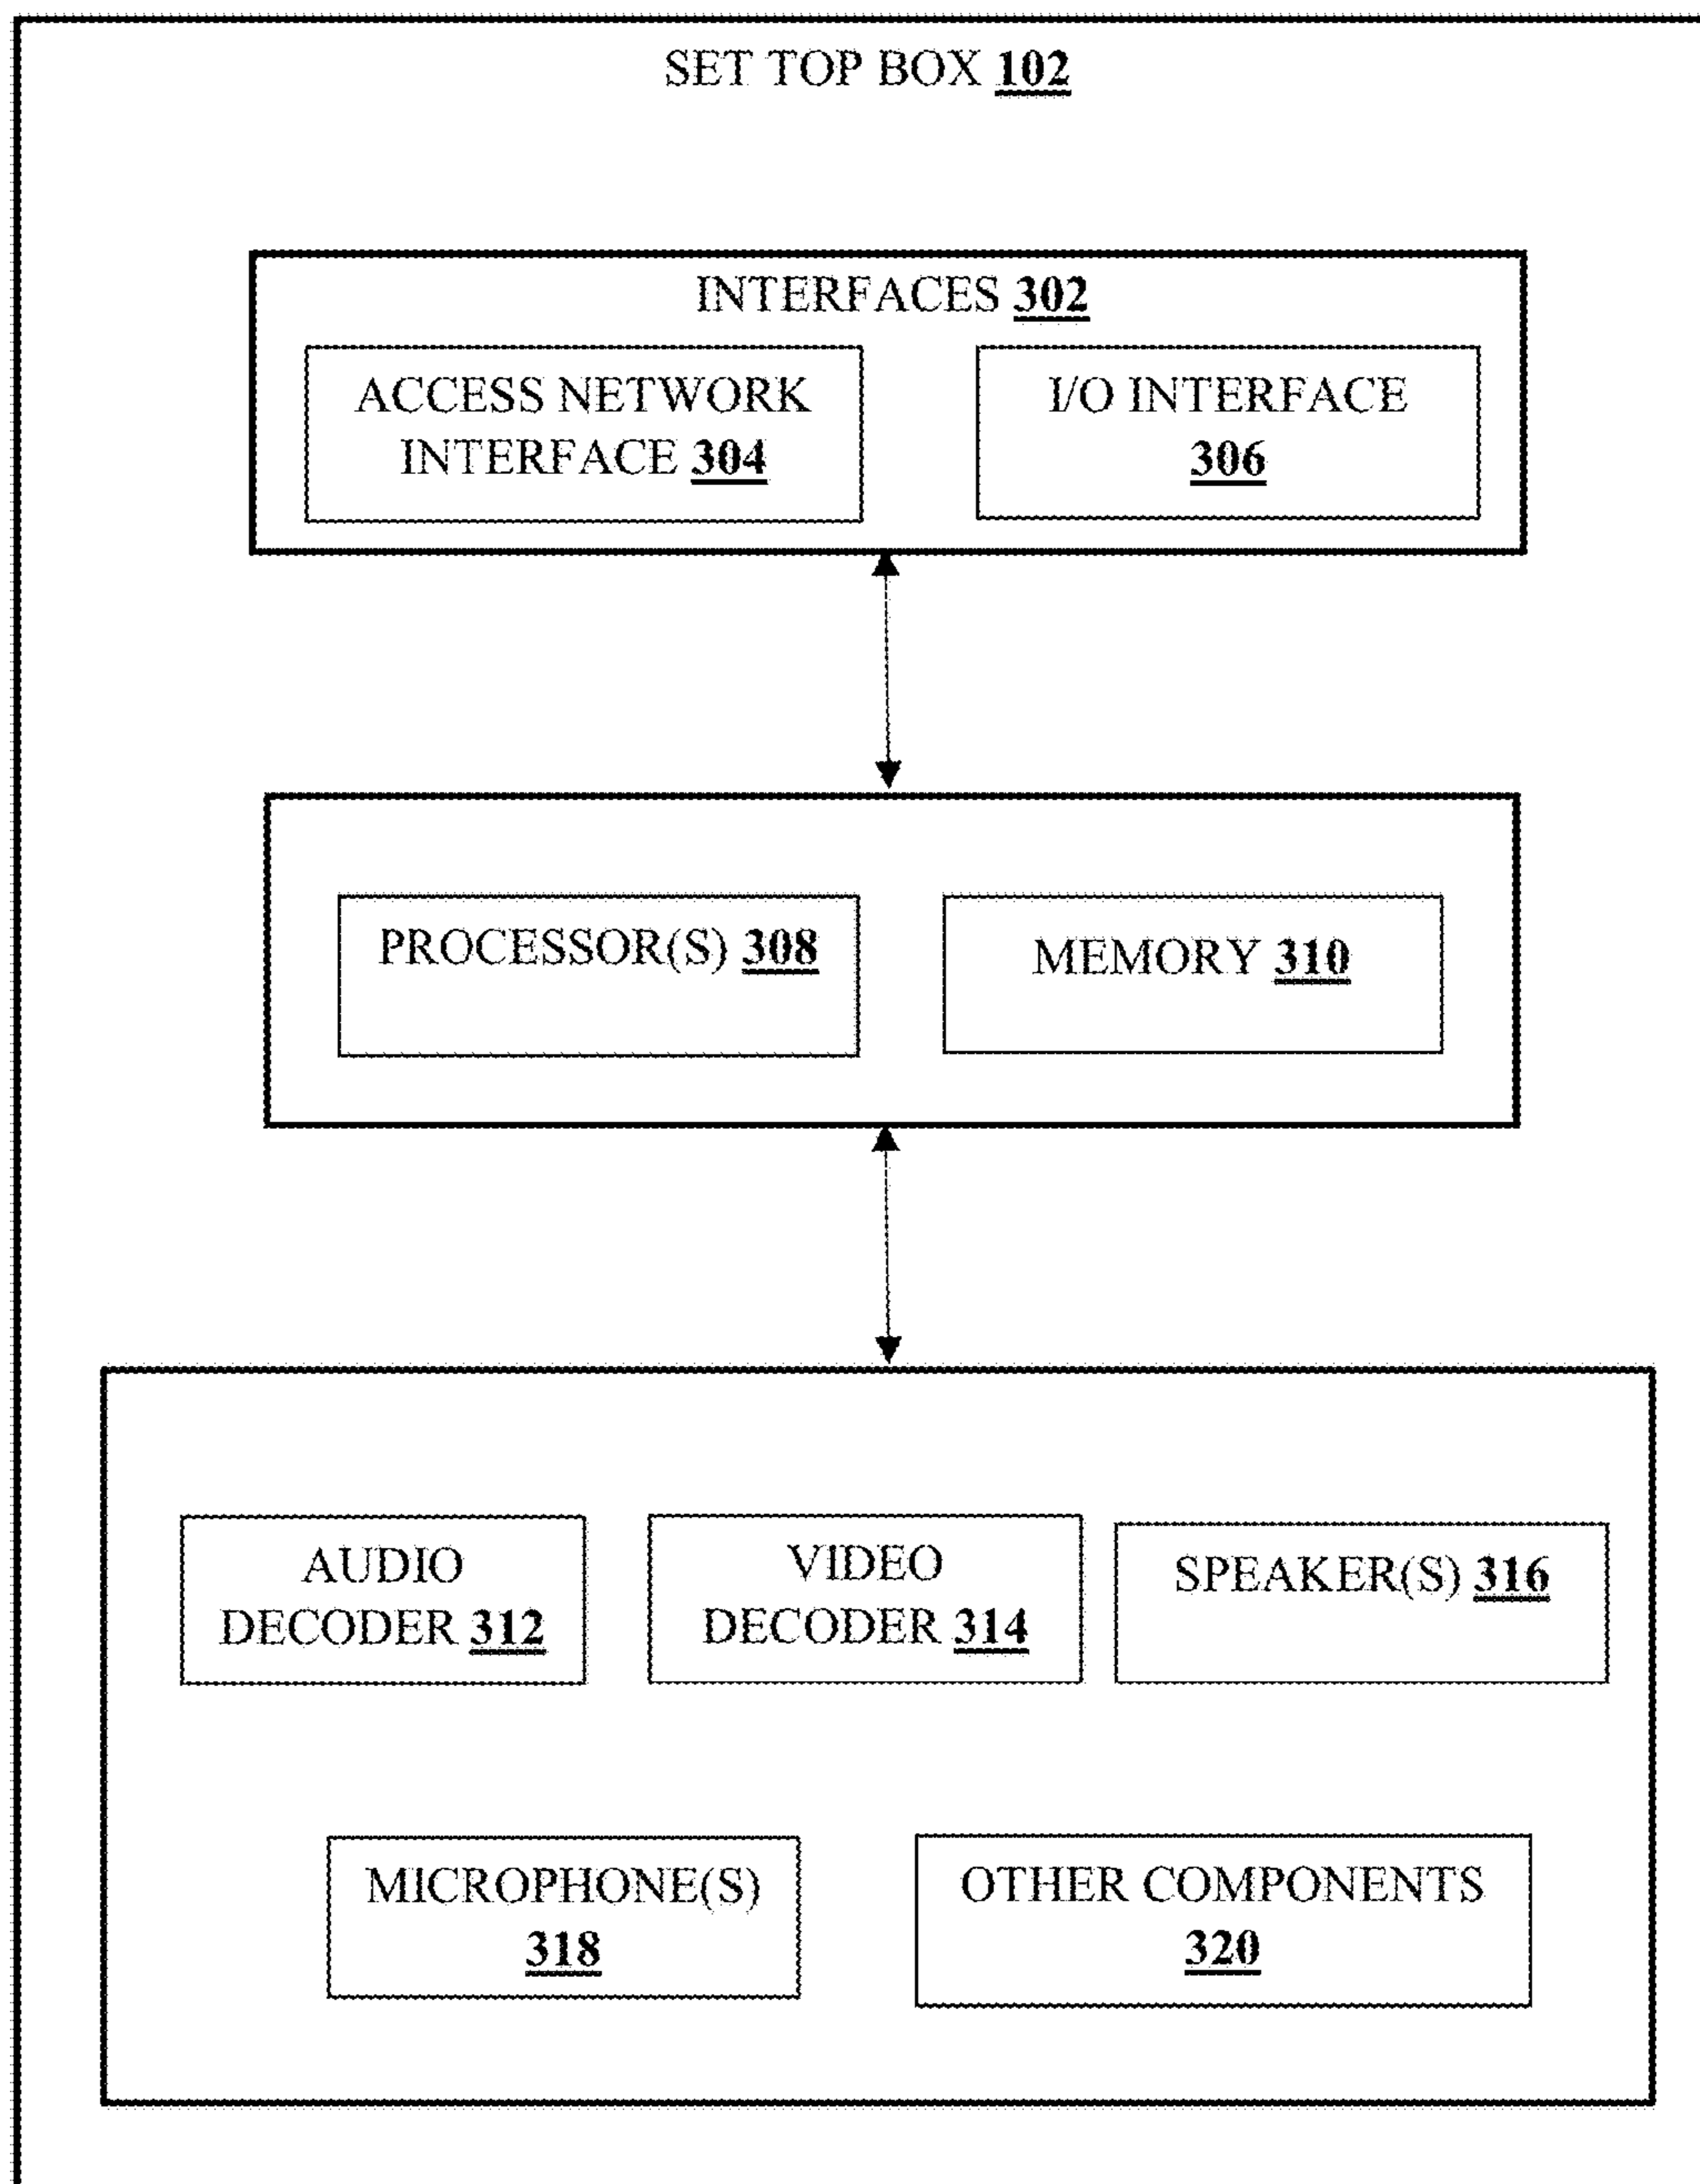 SET TOP BOX 102
INTERFACES 302
ACCESS NETWORK
INTERFACE 304
I/O INTERFACE
306
PROCESSOR(S) 308
MEMORY 310
AUDIO
DECODER 312
VIDEO
DECODER 314
SPEAKER(S) 316
MICROPHONE(S)
318
OTHER COMPONENTS
320